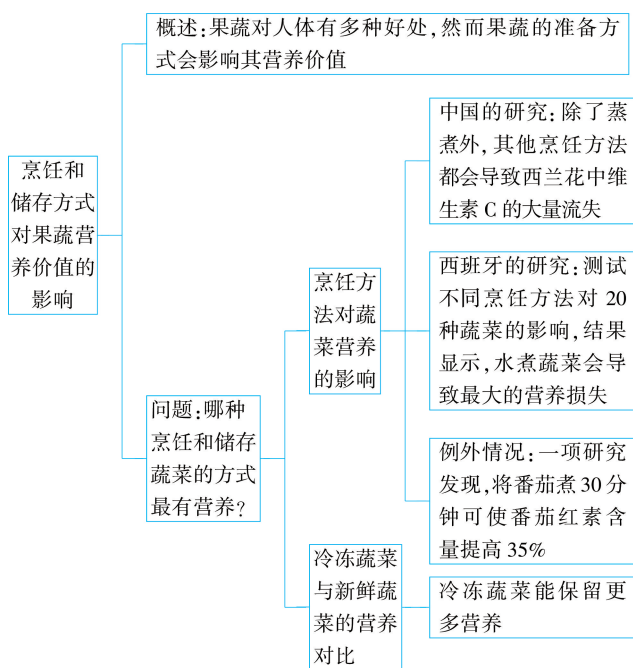 概述:果蔬对人体有多种好处,然而果蔬的准备方
式会影响其营养价值
烹饪和
储存方式
对果蔬营
养价值的
影响
问题:哪种
烹饪和储存
蔬菜的方式
最有营养?
烹饪方
法对蔬
菜营养
的影响
中国的研究:除了蒸
煮外,其他烹饪方法
都会导致西兰花中维
生素 C 的大量流失
西班牙的研究:测试
不同烹饪方法对 20
种蔬菜的影响,结果
显示,水煮蔬菜会导
致最大的营养损失
例外情况:一项研究
发现,将番茄煮 30 分
钟可使番茄红素含
量提高 35%
冷冻蔬菜
与新鲜蔬
菜的营养
对比
冷冻蔬菜能保留更
多营养